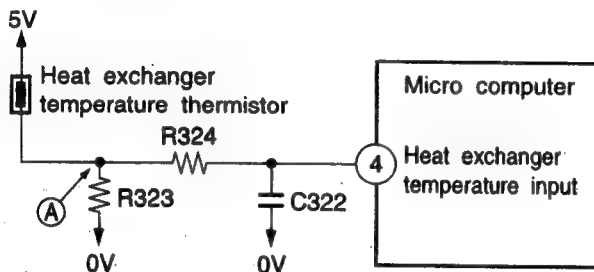 5V
Heat exchanger
temperature thermistor
R324
Micro computer
4
Heat exchanger
temperature input
A
R323
C322
0V
0V